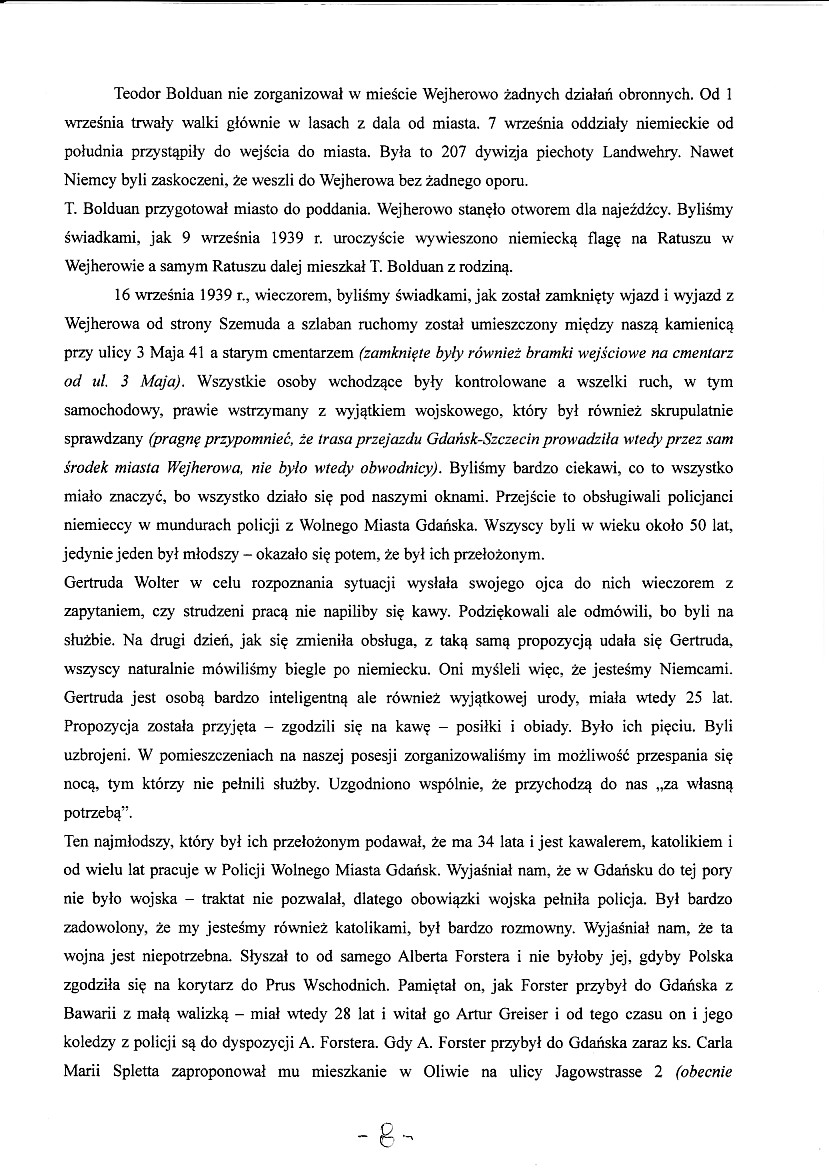 Teodor Bolduan nie zorganizował w mieście Wejherowo żadnych działań obronnych. Od 1
września trwały walki głównie w lasach z dala od miasta. 7 września oddziały niemieckie od
południa przystąpiły do wejścia do miasta. Była to 207 dywizja piechoty Landwehry. Nawet
Niemcy byli zaskoczeni, że weszli do Wejherowa bez żadnego oporu.
T. Bolduan przygotował miasto do poddania. Wejherowo stanęło otworem dla najeźdźcy. Byliśmy
świadkami, jak 9 września 1939 r. uroczyście wywieszono niemiecką flagę na Ratuszu w
Wejherowie a samym Ratuszu dalej mieszkał T. Bolduan z rodziną.
16 września 1939 r., wieczorem, byliśmy świadkami, jak został zamknięty wjazd i wyjazd z
Wejherowa od strony Szemuda a szlaban ruchomy został umieszczony między naszą kamienicą
przy ulicy 3 Maja 41 a starym cmentarzem (zamknięte były również bramki wejściowe na cmentarz
od ul. 3 Maja). Wszystkie osoby wchodzące były kontrolowane a wszelki ruch, w tym
samochodowy, prawie wstrzymany z wyjątkiem wojskowego, który był również skrupulatnie
sprawdzany (pragnę przypomnieć, że trasa przejazdu Gdańsk-Szczecin prowadziła wtedy przez sam
środek miasta Wejherowa, nie było wtedy obwodnicy). Byliśmy bardzo ciekawi, co to wszystko
miało znaczyć, bo wszystko działo się pod naszymi oknami. Przejście to obsługiwali policjanci
niemieccy w mundurach policji z Wolnego Miasta Gdańska. Wszyscy byli w wieku około 50 lat,
jedynie jeden był młodszy – okazało się potem, że był ich przełożonym.
Gertruda Wolter w celu rozpoznania sytuacji wysłała swojego ojca do nich wieczorem z
zapytaniem, czy strudzeni pracą nie napiliby się kawy. Podziękowali ale odmówili, bo byli na
służbie. Na drugi dzień, jak się zmieniła obsługa, z taką samą propozycją udała się Gertruda,
wszyscy naturalnie mówiliśmy biegle po niemiecku. Oni myśleli więc, że jesteśmy Niemcami.
Gertruda jest osobą bardzo inteligentną ale również wyjątkowej urody, miała wtedy 25 lat.
Propozycja została przyjęta – zgodzili się na kawę – posiłki i obiady. Było ich pięciu. Byli
uzbrojeni. W pomieszczeniach na naszej posesji zorganizowaliśmy im możliwość przespania się
nocą, tym którzy nie pełnili służby. Uzgodniono wspólnie, że przychodzą do nas „za własną
potrzebą”.
Ten najmłodszy, który był ich przełożonym podawał, że ma 34 lata i jest kawalerem, katolikiem i
od wielu lat pracuje w Policji Wolnego Miasta Gdańsk. Wyjaśniał nam, że w Gdańsku do tej pory
nie było wojska – traktat nie pozwalał, dlatego obowiązki wojska pełniła policja. Był bardzo
zadowolony, że my jesteśmy również katolikami, był bardzo rozmowny. Wyjaśniał nam, że ta
wojna jest niepotrzebna. Słyszał to od samego Alberta Forstera i nie byłoby jej, gdyby Polska
zgodziła się na korytarz do Prus Wschodnich. Pamiętał on, jak Forster przybył do Gdańska z
Bawarii z małą walizką – miał wtedy 28 lat i witał go Artur Greiser i od tego czasu on i jego
koledzy z policji są do dyspozycji A. Forstera. Gdy A. Forster przybył do Gdańska zaraz ks. Carla
Marii Spletta zaproponował mu mieszkanie w Oliwie na ulicy Jagowstrasse 2 (obecnie
- 8 -